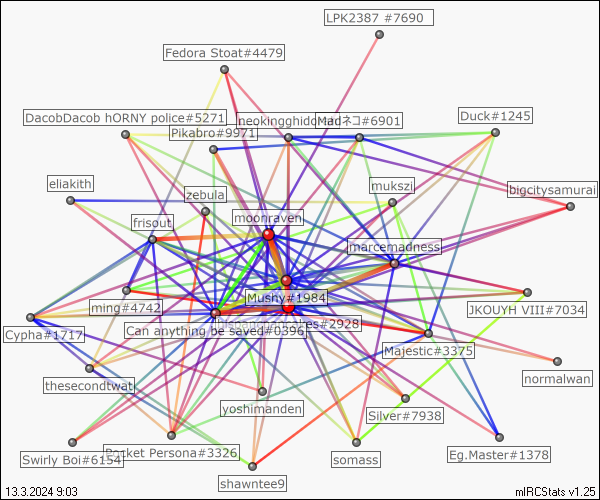 LPK2387 #7690
Fedora Stoat#4479
DacobDacob hORNY police#5271
neokingghidorah
Madネコ#6901
Duck#1245
Pikabro#9971
eliakith
zebula
mukszi
bigcitysamurai
frisout
moonraven
marcemadness
Mushy#1984
ming#4742
JKOUYH VIII#7034
Cypha#1717
Can anything be saved#0396
#2928
Majestic#3375
thesecondtwat
normalwan
yoshimanden
Silver#7938
Swirly Boi#6154
Pocket Persona#3326
somass
Eg.Master#1378
shawntee9
13.3.2024 9:03
mIRCStats v1.25